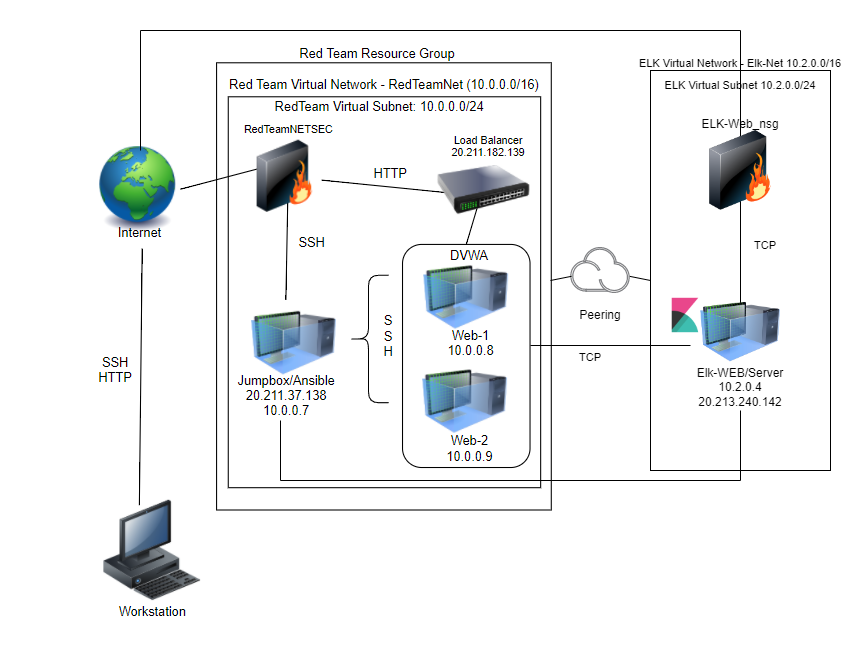 Red Team Resource Group
ELK Virtual Network - Elk-Net 10.2.0.0/16
Red Team Virtual Network - RedTeamNet (10.0.0.0/16)
ELK Virtual Subnet 10.2.0.0/24
RedTeam Virtual Subnet: 10.0.0.0/24
RedTeamNETSEC
ELK-Web_nsg
Load Balancer
20.211.182.139
HTTP
Internet
SSH
TCP
DVWA
Peering
S
S
H
Web-1
10.0.0.8
TCP
SSH
HTTP
Jumpbox/Ansible
20.211.37.138
10.0.0.7
Elk-WEB/Server
10.2.0.4
20.213.240.142
Web-2
10.0.0.9
Workstation